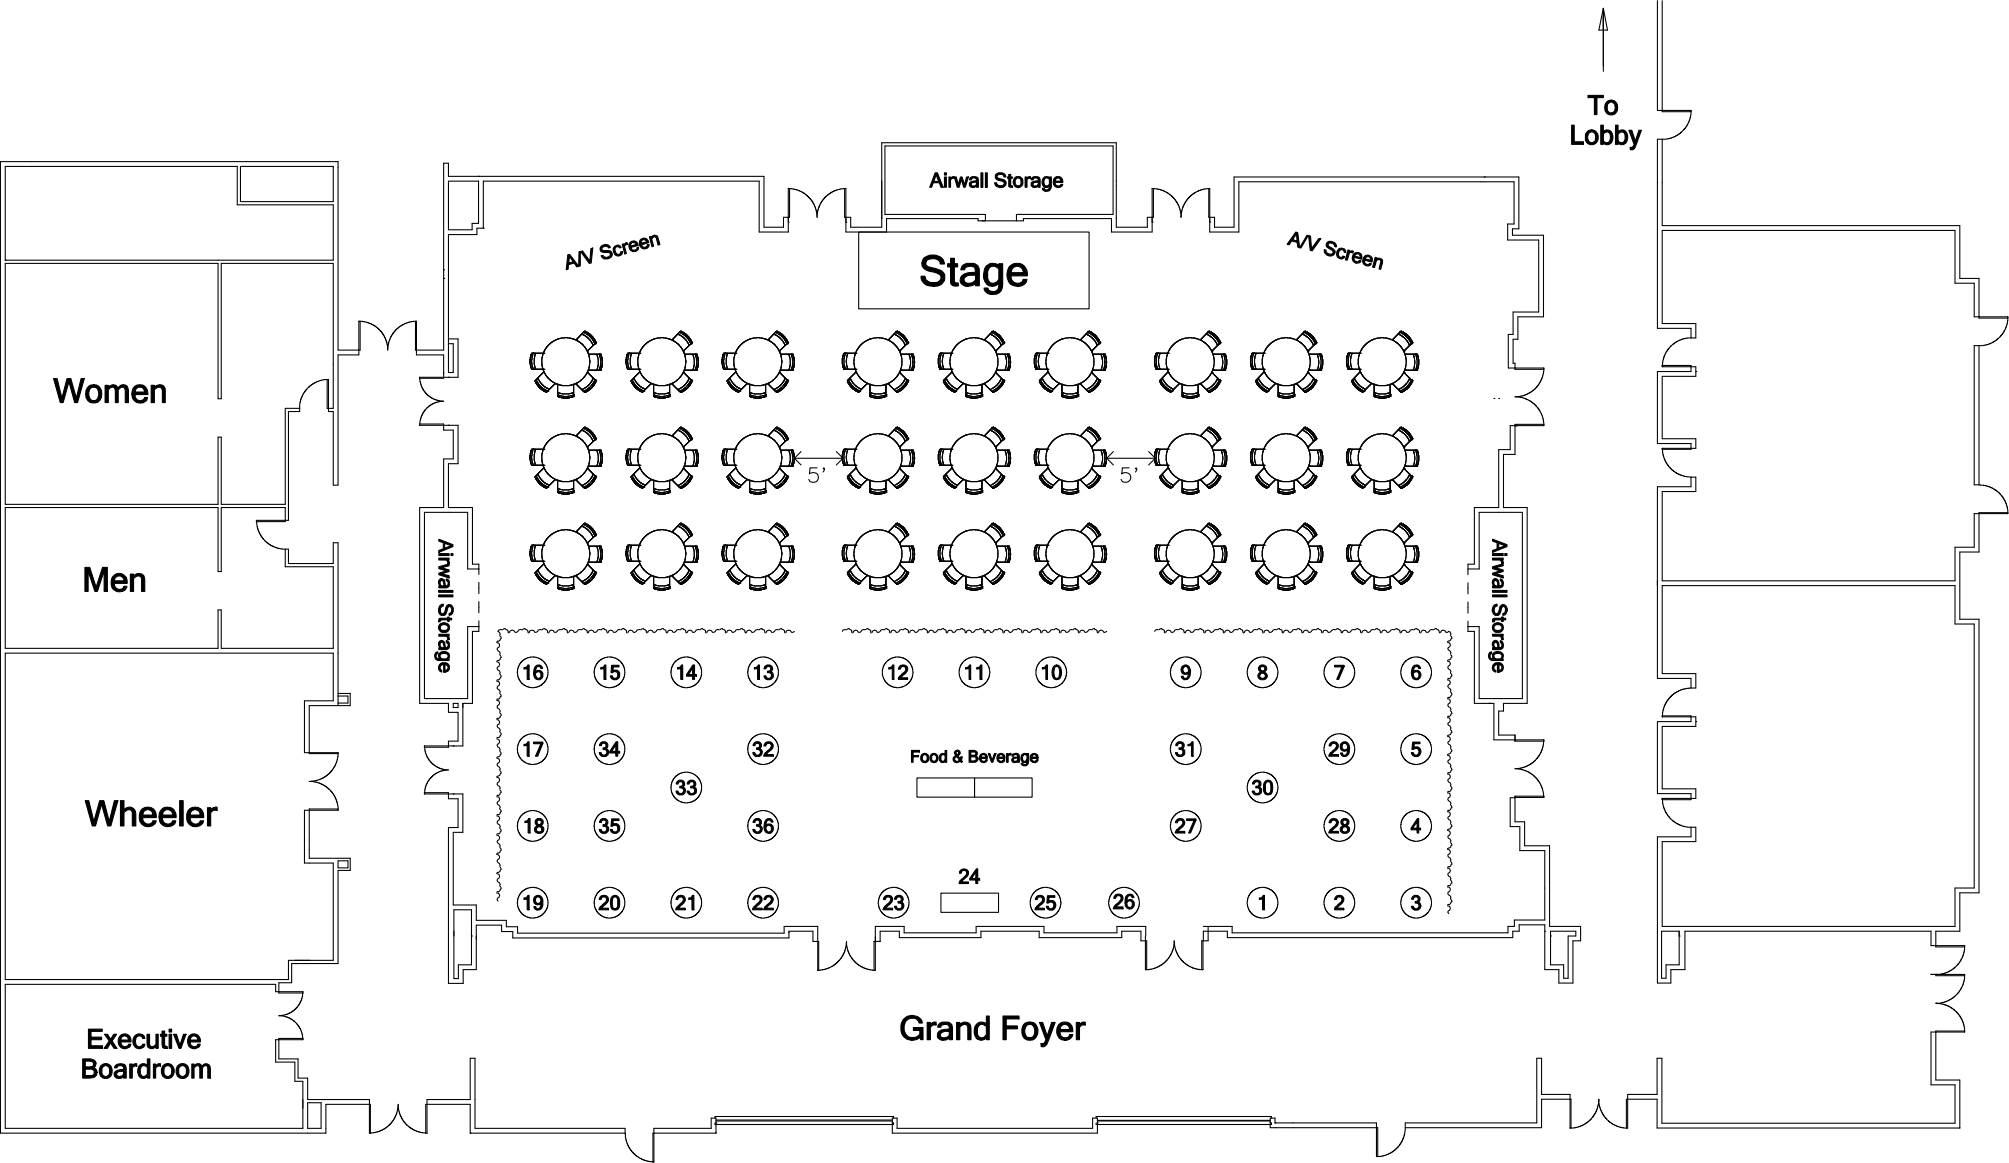 To
Lobby
Airwall Storage
A/V Screen
Stage
A/V Screen
Women
5'
5'
Men
Airwall Storage
Airwall Storage
16 15 14 13 12 11 10 9 8 7 6
17 34 32 31 29 5
Food & Beverage
33 30
Wheeler
18 35 36 27 28 4
24
19 20 21 22 23 25 26 1 2 3
Grand Foyer
Executive
Boardroom